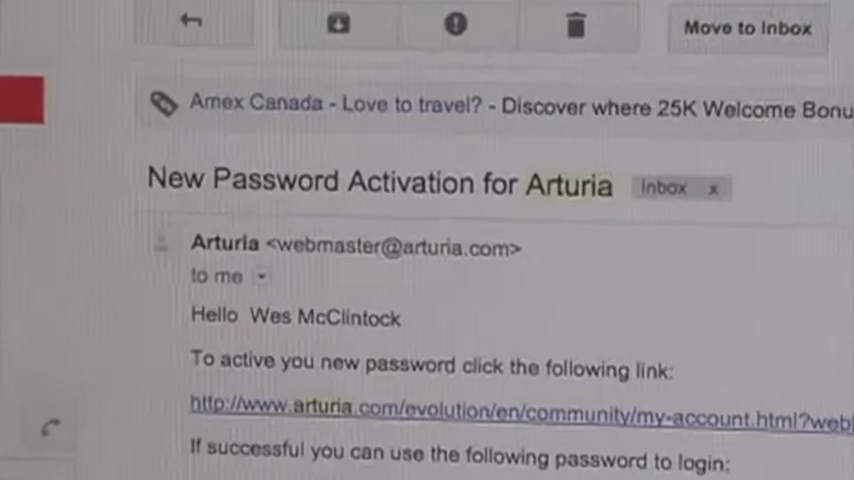 Move to Inbox
Amex Canada - Love to travel? - Discover where 25K Welcome Bonu
New Password Activation for Arturia Inbox x
Arturia <webmaster@arturia.com>
to me
Hello Wes McClintock
To active you new password click the following link:
http://www.arturia.com/evolution/en/community/my-account.html?webl
If successful you can use the following password to login: